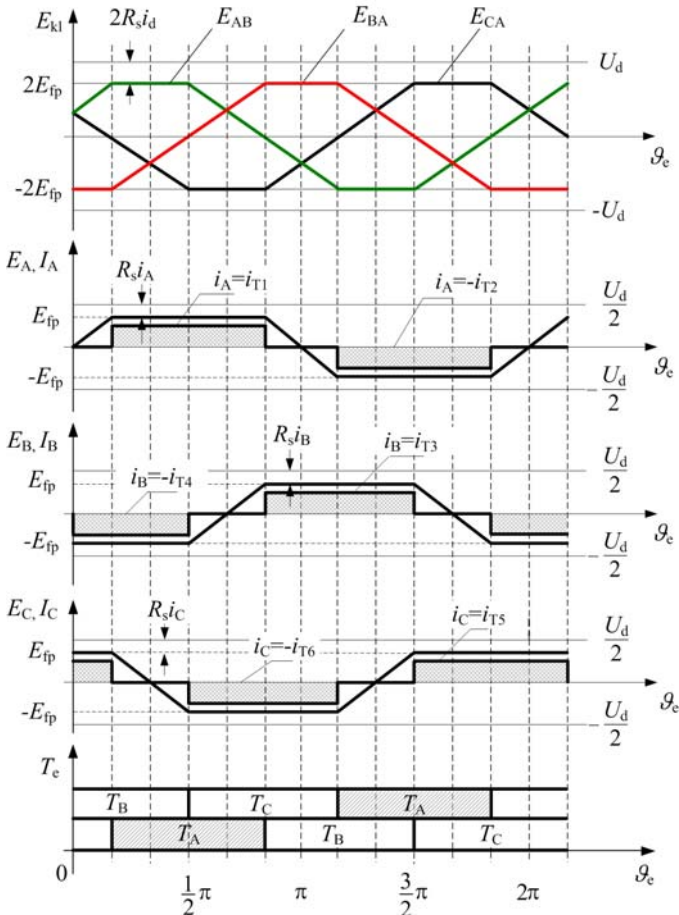 E_kl
2R_s i_d
E_AB
E_BA
E_CA
U_d
2E_fp
ϑ_e
-2E_fp
-U_d
E_A, I_A
R_s i_A
i_A=i_T1
i_A=-i_T2
U_d/2
E_fp
-E_fp
-U_d/2
ϑ_e
E_B, I_B
R_s i_B
i_B=i_T3
U_d/2
E_fp
i_B=-i_T4
-E_fp
-U_d/2
ϑ_e
E_C, I_C
R_s i_C
i_C=i_T5
U_d/2
E_fp
i_C=-i_T6
-E_fp
-U_d/2
ϑ_e
T_e
T_B T_C T_A
T_A T_B T_C
0 1/2 π π 3/2 π 2π ϑ_e